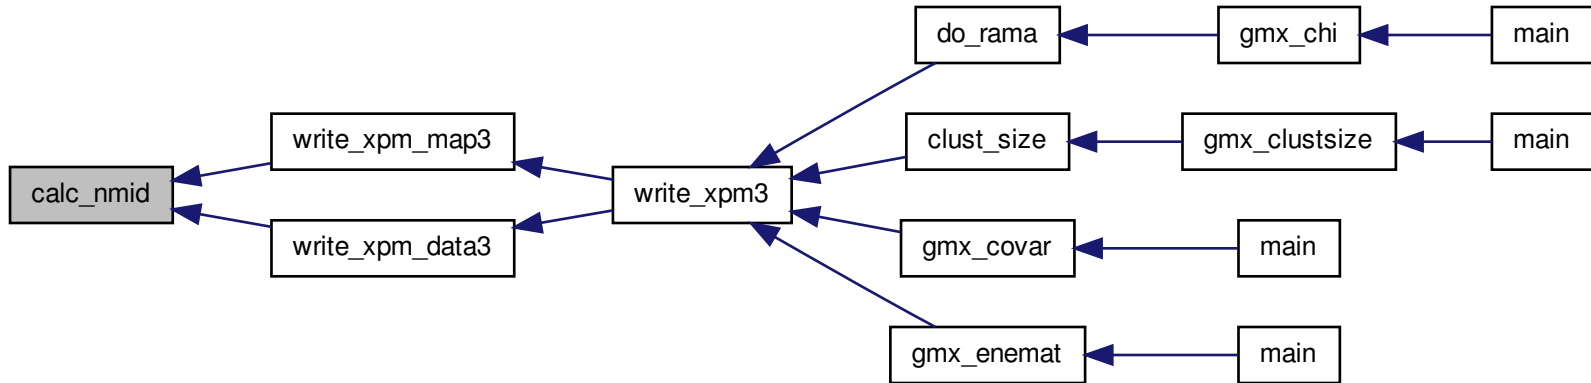 do_rama
gmx_chi
main
write_xpm_map3
clust_size
gmx_clustsize
main
calc_nmid
write_xpm3
write_xpm_data3
gmx_covar
main
gmx_enemat
main